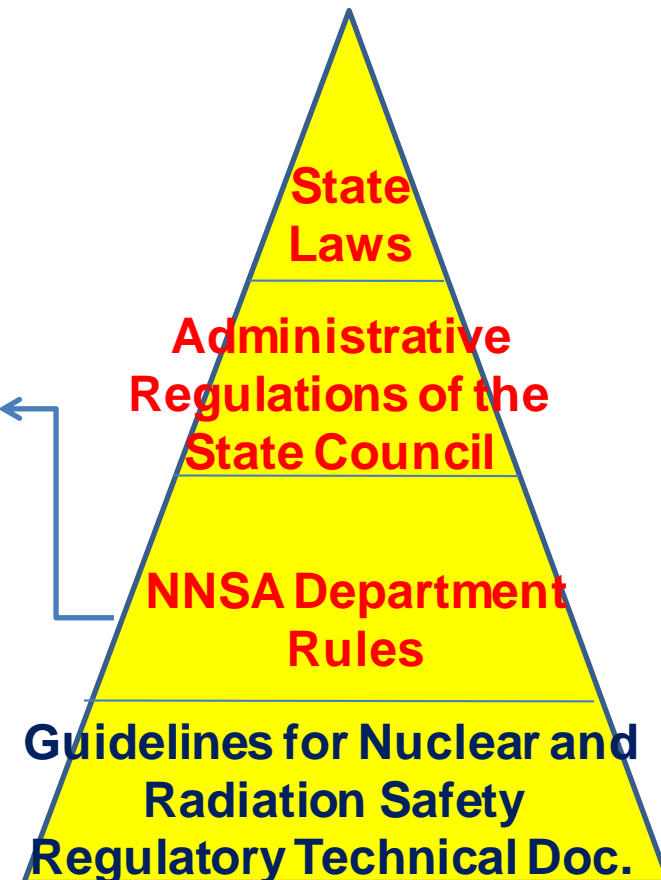 State
Laws
Administrative
Regulations of the
State Council
NNSA Department
Rules
Guidelines for Nuclear and
Radiation Safety
Regulatory Technical Doc.